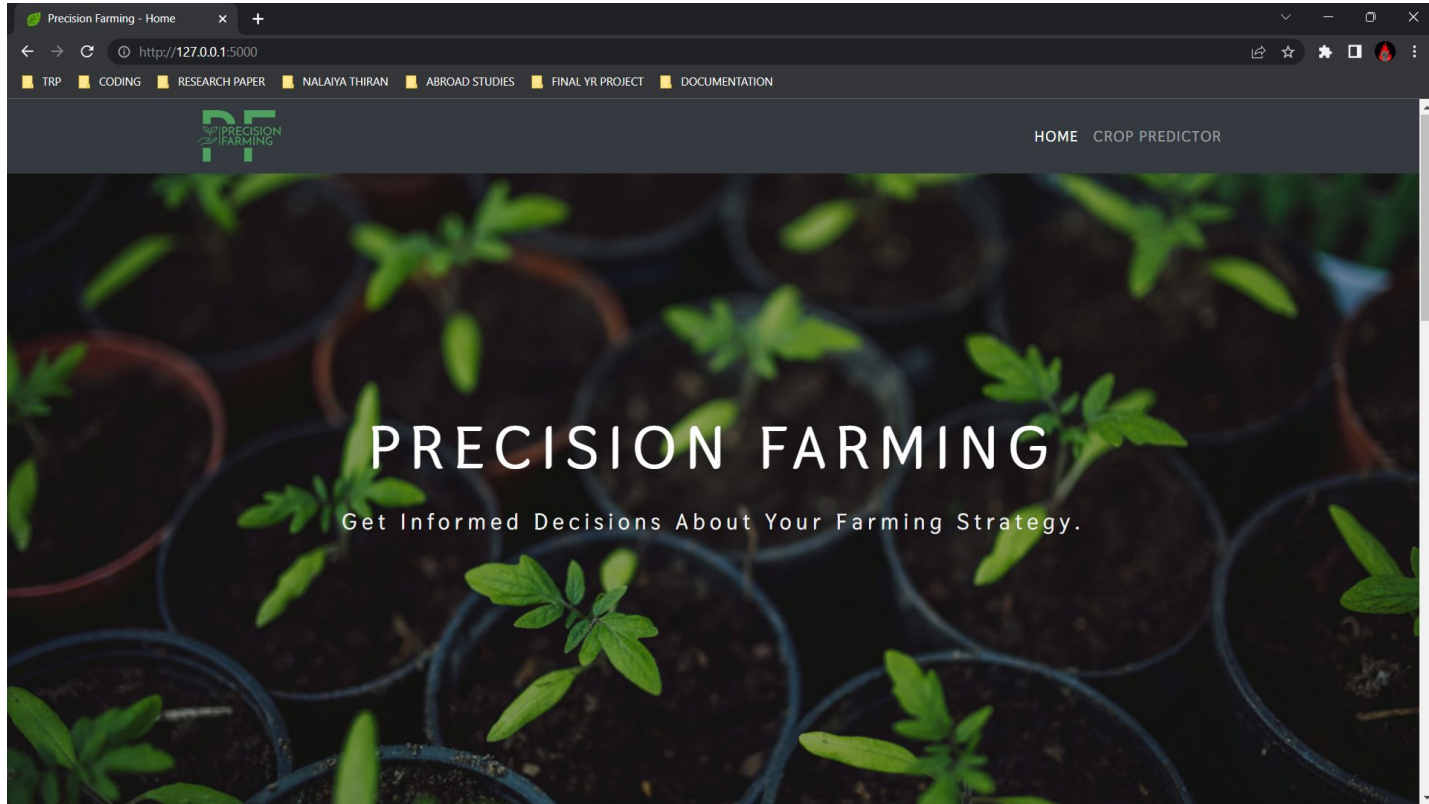 Precision Farming - Home
http://127.0.0.1:5000
TRP CODING RESEARCH PAPER NALAIYA THIRAN ABROAD STUDIES FINAL YR PROJECT DOCUMENTATION
PF
PRECISION
FARMING
HOME CROP PREDICTOR
PRECISION FARMING
Get Informed Decisions About Your Farming Strategy.